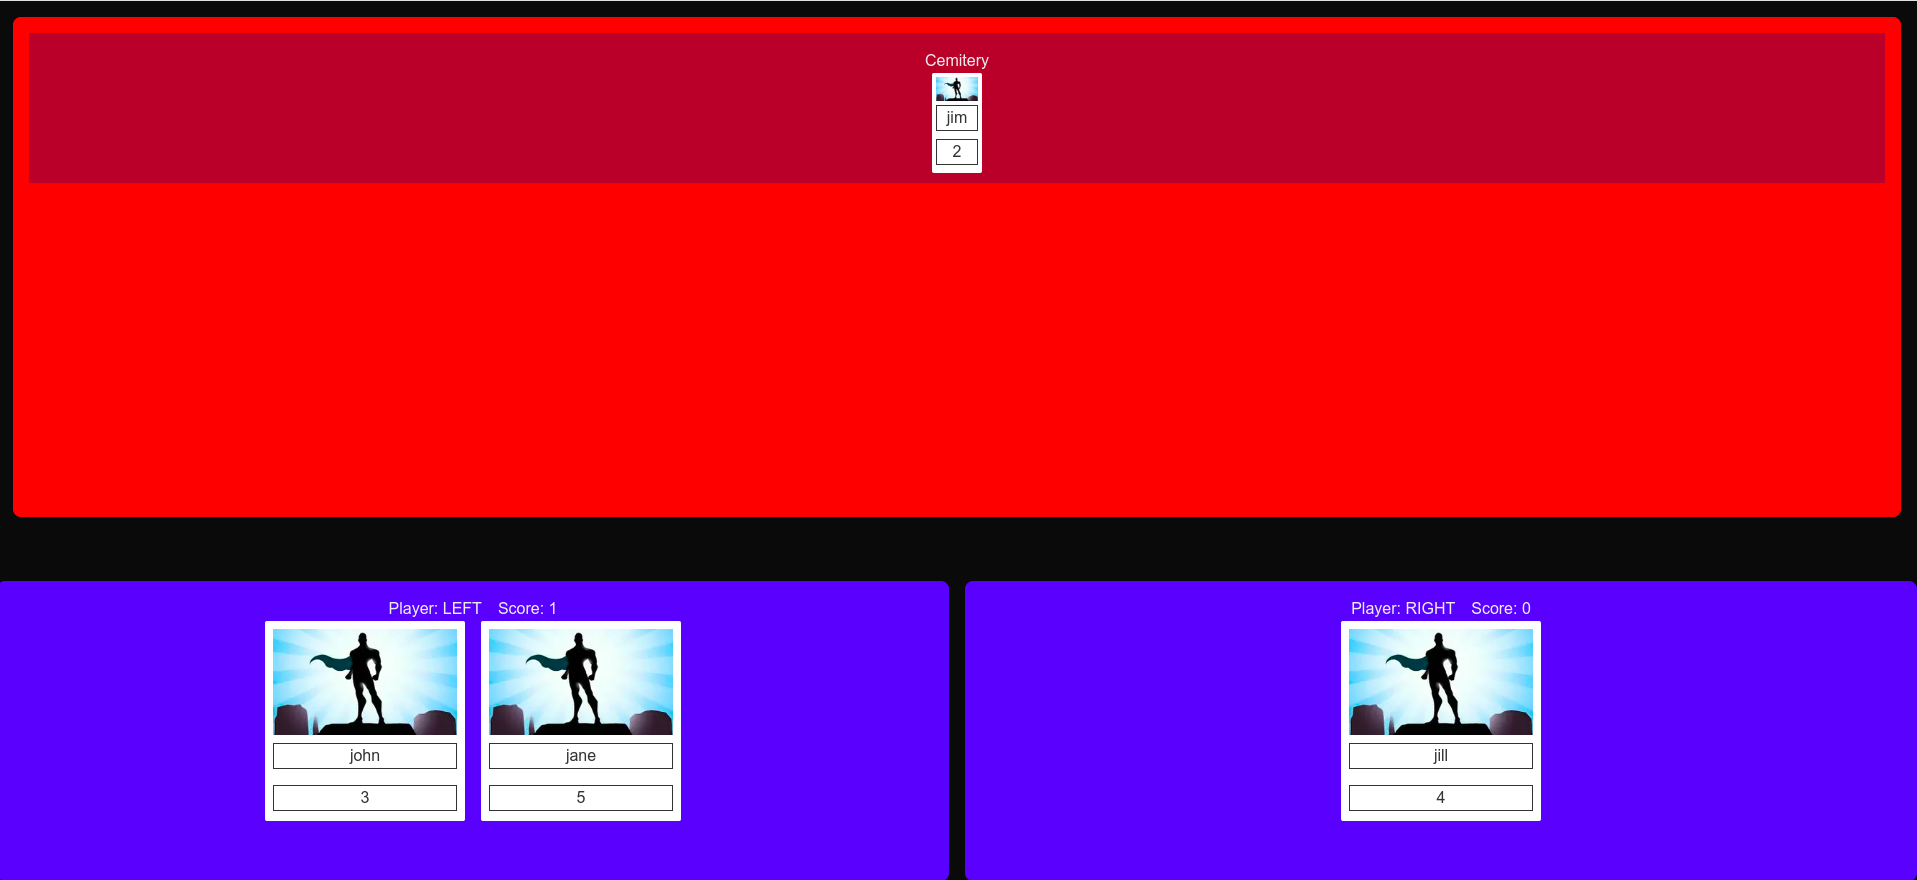 Cemitery
jim
2
Player: LEFT Score: 1
john
3
jane
5
Player: RIGHT Score: 0
jill
4